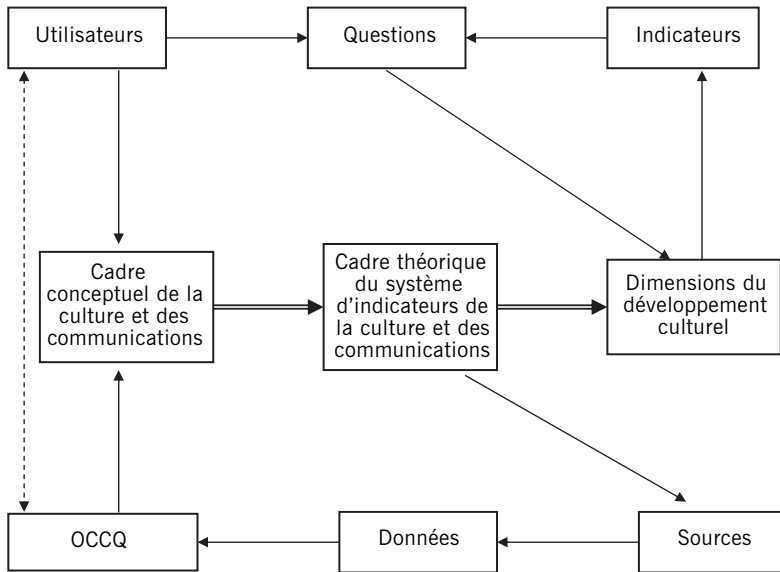 Utilisateurs
Questions
Indicateurs
Cadre
conceptuel de la
culture et des
communications
Cadre théorique
du système
d’indicateurs de
la culture et des
communications
Dimensions du
développement
culturel
OCCQ
Données
Sources